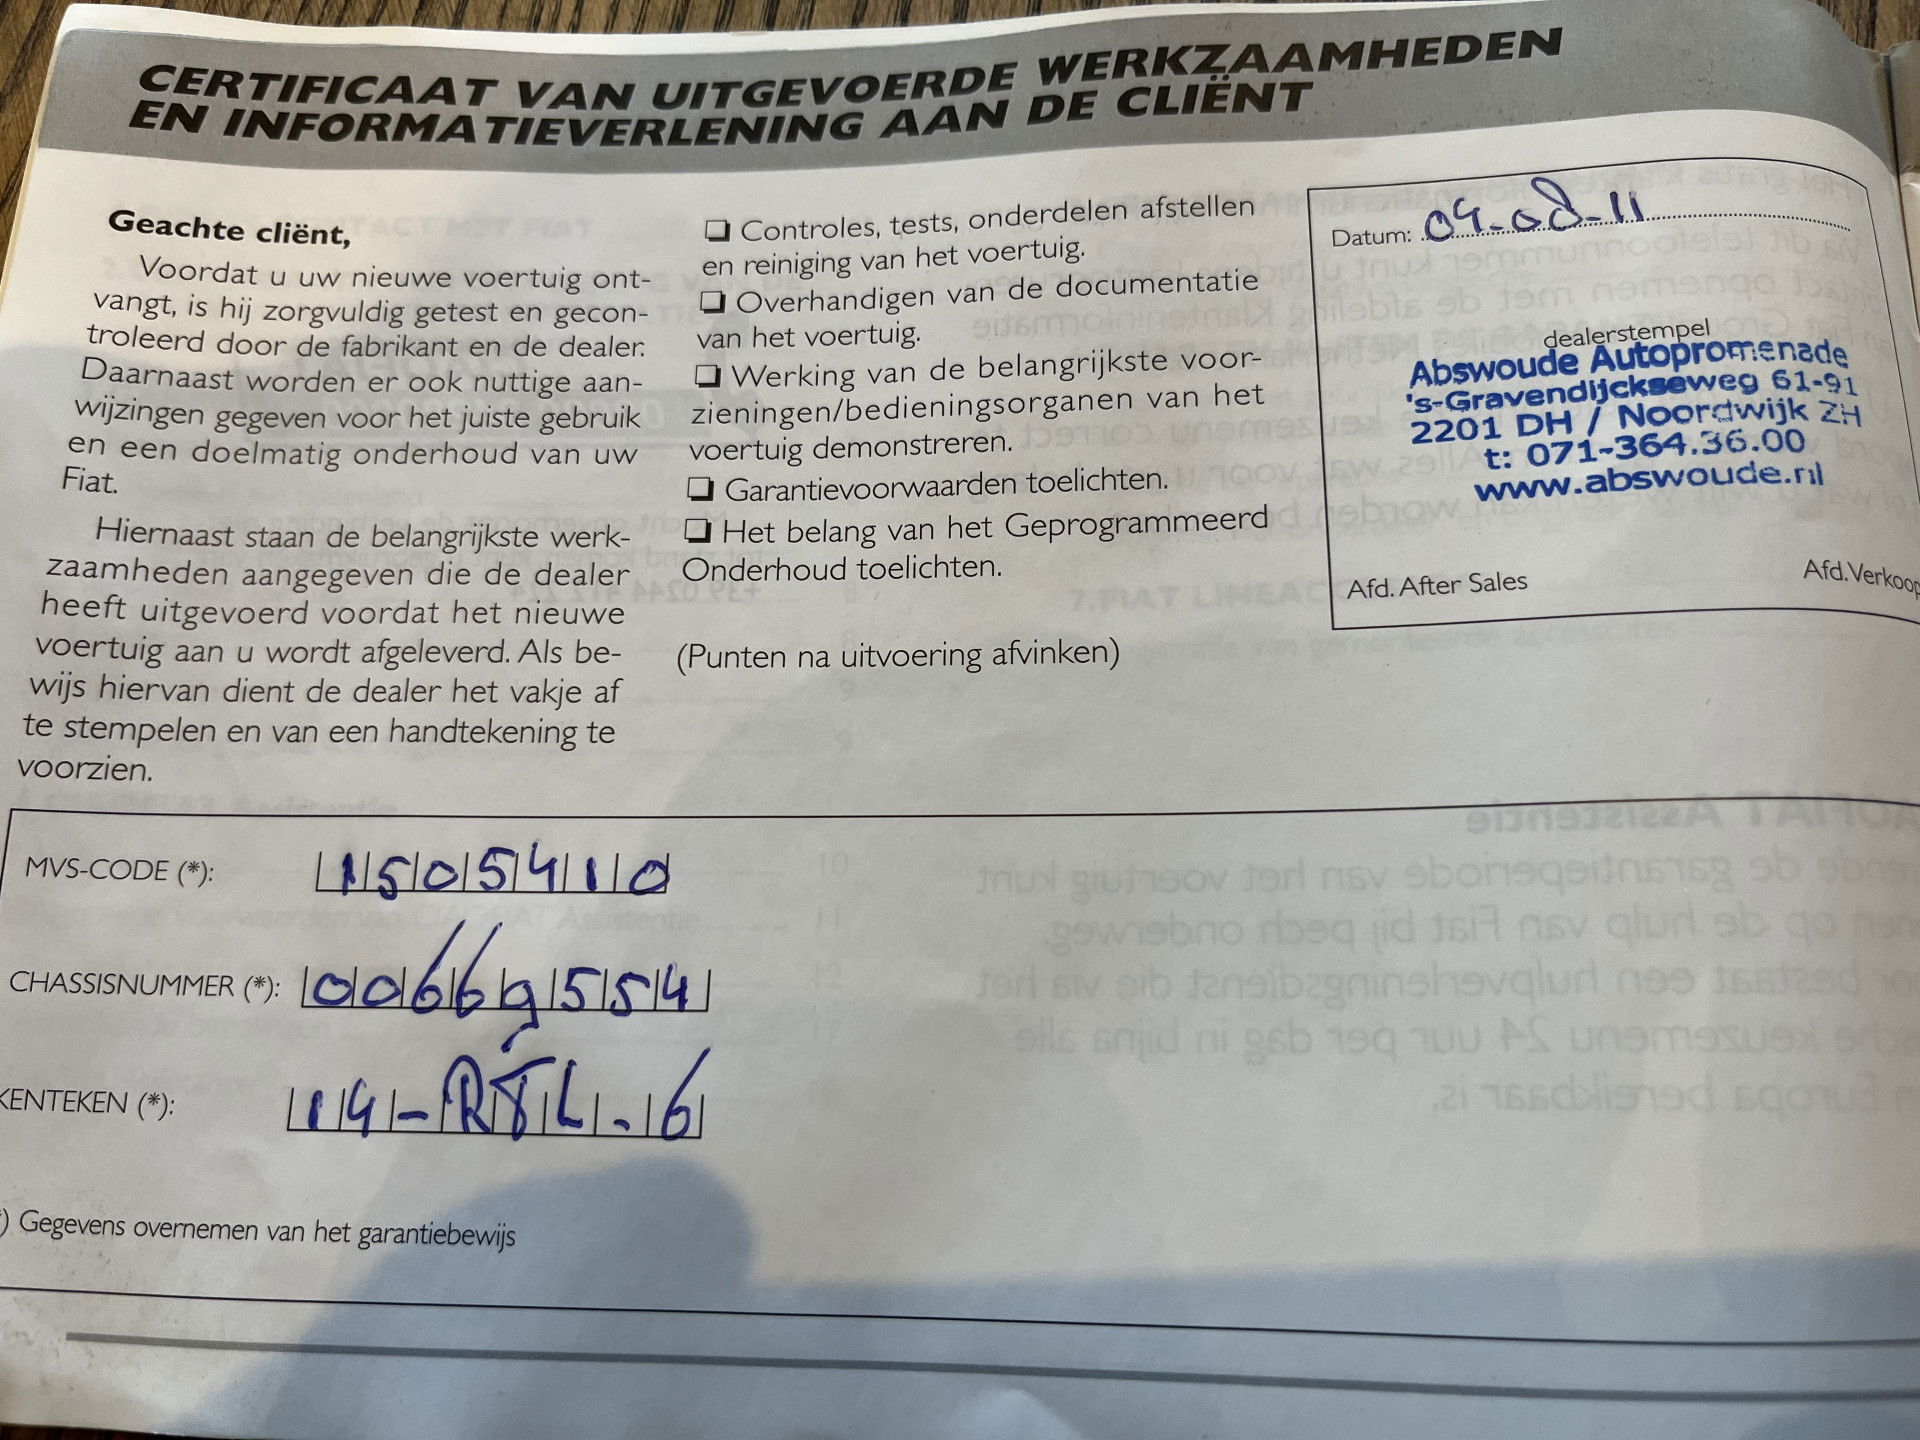 CERTIFICAAT VAN UITGEVOERDE WERKZAAMHEDEN
EN INFORMATIEVERLENING AAN DE CLIËNT
Geachte cliënt,
Voordat u uw nieuwe voertuig ont-
vangt, is hij zorgvuldig getest en gecon-
troleerd door de fabrikant en de dealer.
Daarnaast worden er ook nuttige aan-
wijzingen gegeven voor het juiste gebruik
en een doelmatig onderhoud van uw
Fiat.
Hiernaast staan de belangrijkste werk-
zaamheden aangegeven die de dealer
heeft uitgevoerd voordat het nieuwe
voertuig aan u wordt afgeleverd. Als be-
wijs hiervan dient de dealer het vakje af
te stempelen en van een handtekening te
voorzien.
❏ Controles, tests, onderdelen afstellen
en reiniging van het voertuig.
❏ Overhandigen van de documentatie
van het voertuig.
❏ Werking van de belangrijkste voor-
zieningen/bedieningsorganen van het
voertuig demonstreren.
❏ Garantievoorwaarden toelichten.
❏ Het belang van het Geprogrammeerd
Onderhoud toelichten.
(Punten na uitvoering afvinken)
Datum: 04-08-11
dealerstempel
Abswoude Autopromenade
's-Gravendijckseweg 61-91
2201 DH / Noordwijk ZH
t: 071-364.36.00
www.abswoude.nl
Afd. After Sales Afd. Verkoop
MVS-CODE (*): 1505410
CHASSISNUMMER (*): 00669554
KENTEKEN (*): 14-RTL-6
) Gegevens overnemen van het garantiebewijs